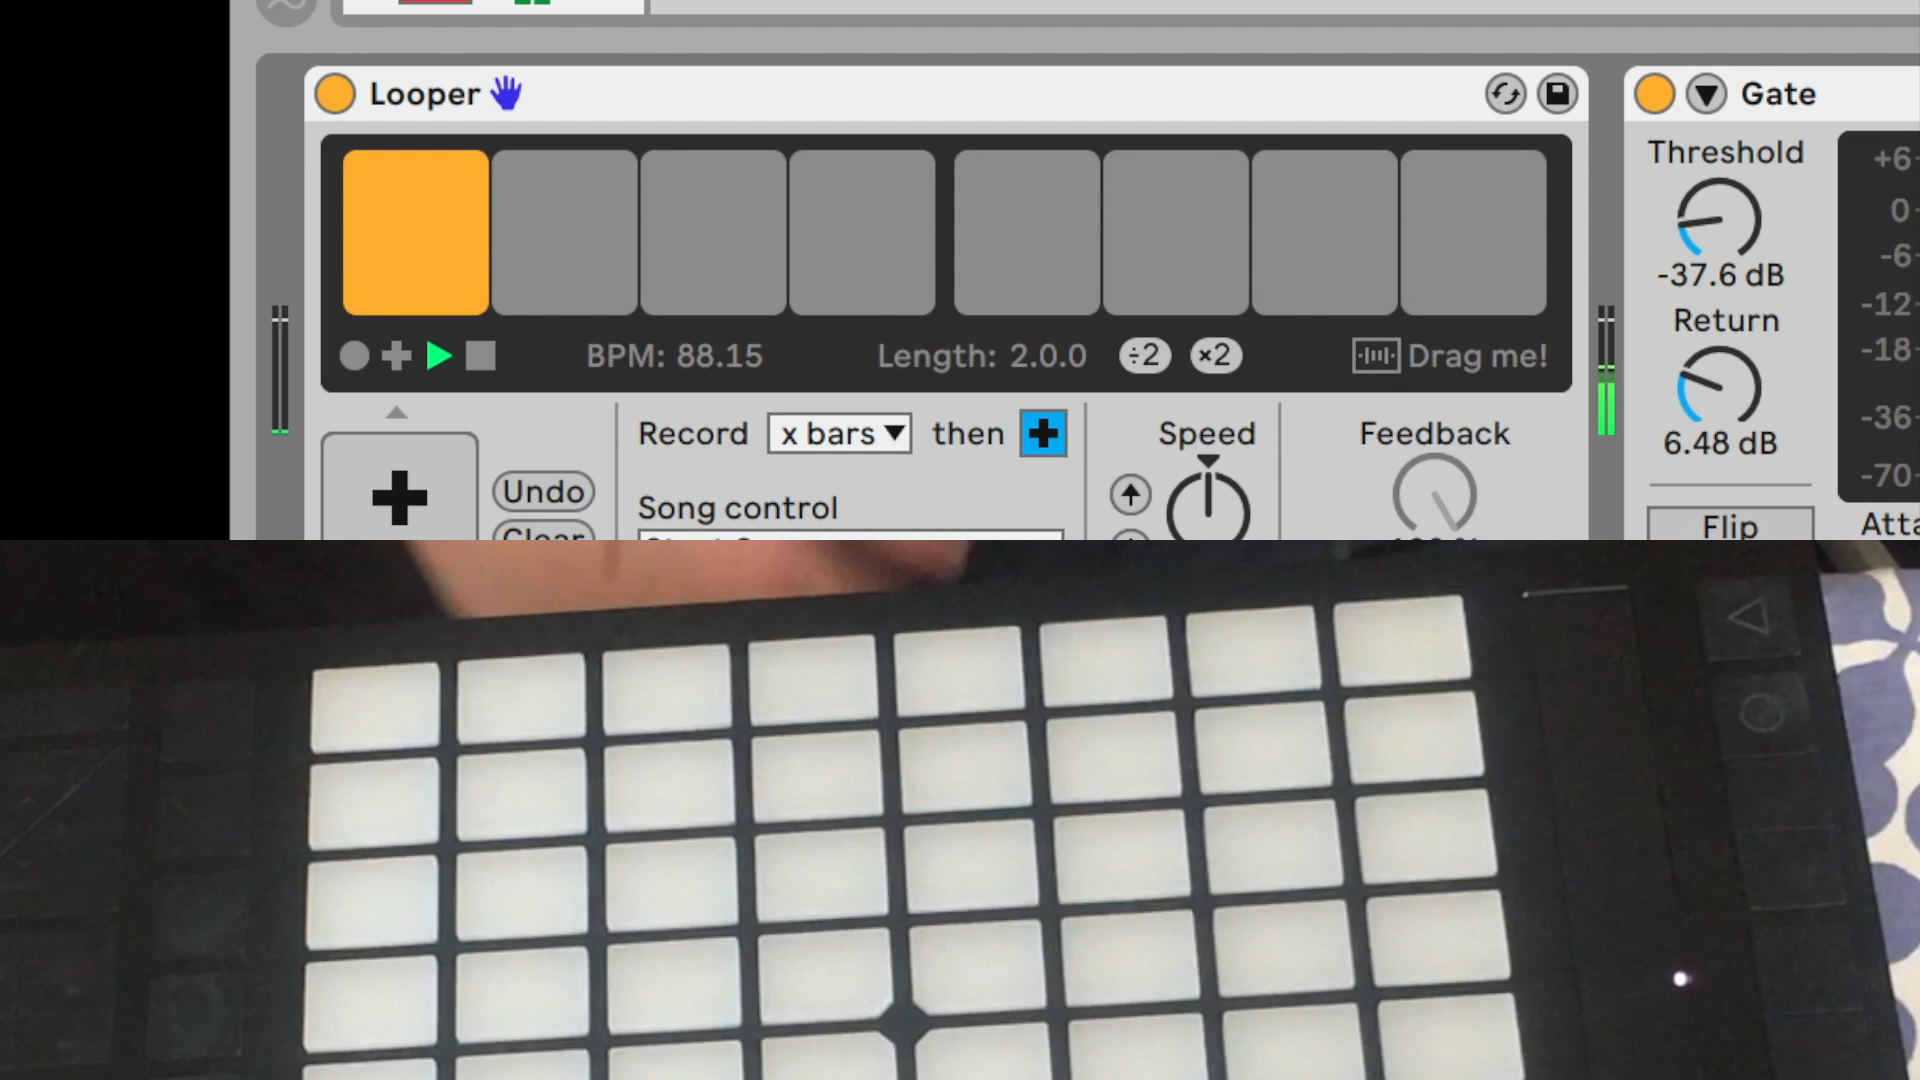 Looper
Gate
Threshold
-37.6 dB
Return
6.48 dB
Flip
+6
0
-6
-12
-18
-36
-70
BPM: 88.15
Length: 2.0.0
÷2
×2
Drag me!
Record
x bars
then
Speed
Feedback
Undo
Song control